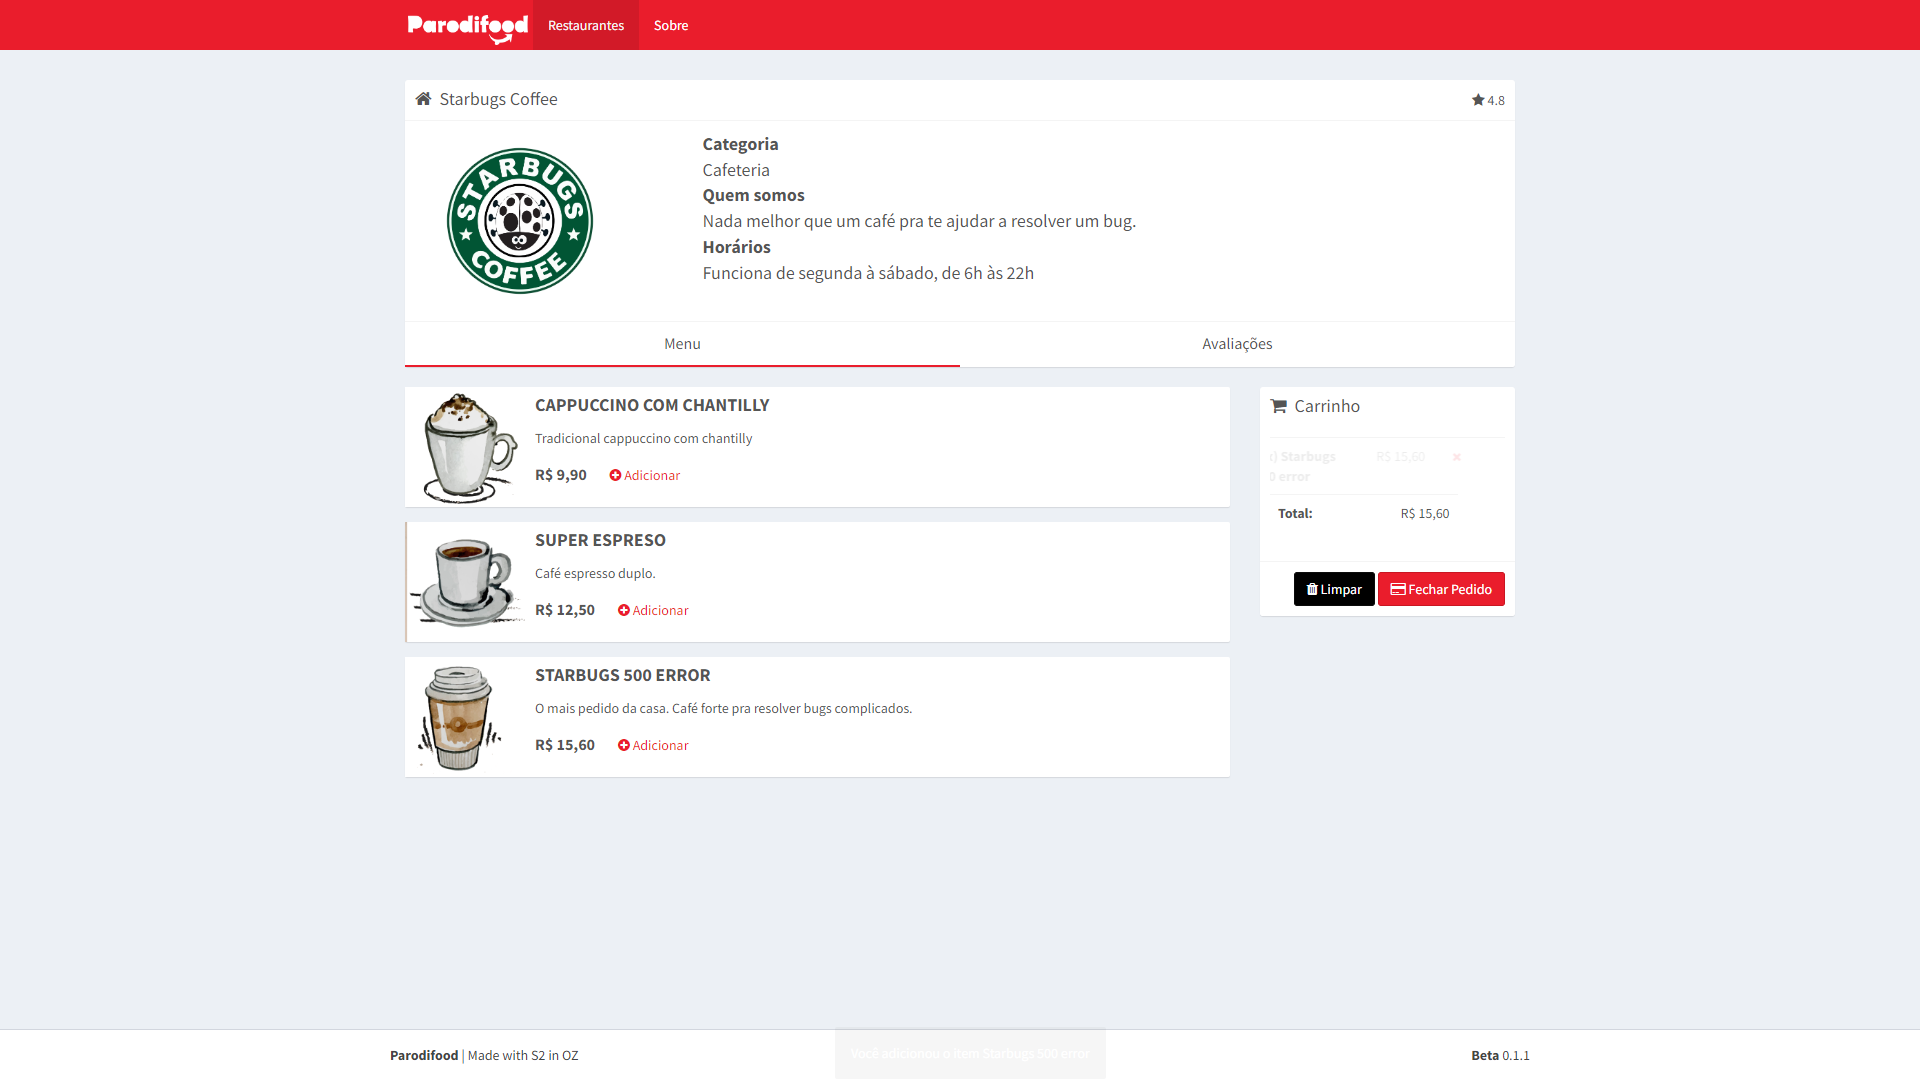 Parodifood
Restaurantes
Sobre
Starbugs Coffee
4.8
STARBUGS
COFFEE
Categoria
Cafeteria
Quem somos
Nada melhor que um café pra te ajudar a resolver um bug.
Horários
Funciona de segunda à sábado, de 6h às 22h
Menu
Avaliações
CAPPUCCINO COM CHANTILLY
Tradicional cappuccino com chantilly
R$ 9,90
Adicionar
SUPER ESPRESO
Café espresso duplo.
R$ 12,50
Adicionar
STARBUGS 500 ERROR
O mais pedido da casa. Café forte pra resolver bugs complicados.
R$ 15,60
Adicionar
Carrinho
) Starbugs R$ 15,60
0 error
Total: R$ 15,60
Limpar
Fechar Pedido
Parodifood | Made with S2 in OZ
Você adicionou o item Starbugs 500 error
Beta 0.1.1